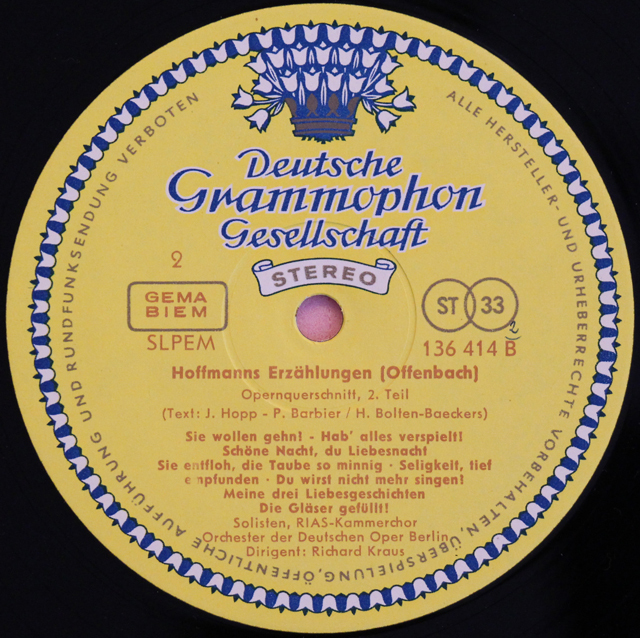 Deutsche
Grammophon
Gesellschaft
STEREO
2
GEMA
BIEM
SLPEM
ST 33
2
136 414 B
Hoffmanns Erzählungen (Offenbach)
Opernquerschnitt, 2. Teil
(Text: J. Hopp - P. Barbier / H. Bolten-Baeckers)
Sie wollen gehn! - Hab' alles verspielt!
Schöne Nacht, du Liebesnacht
Sie entfloh, die Taube so minnig · Seligkeit, tief
empfunden · Du wirst nicht mehr singen!
Meine drei Liebesgeschichten
Die Gläser gefüllt!
Solisten, RIAS-Kammerchor
Orchester der Deutschen Oper Berlin
Dirigent: Richard Kraus
ALLE HERSTELLER- UND URHEBERRECHTE VORBEHALTEN, ÜBERSPIELUNG, ÖFFENTLICHE AUFFÜHRUNG UND RUNDFUNKSENDUNG VERBOTEN